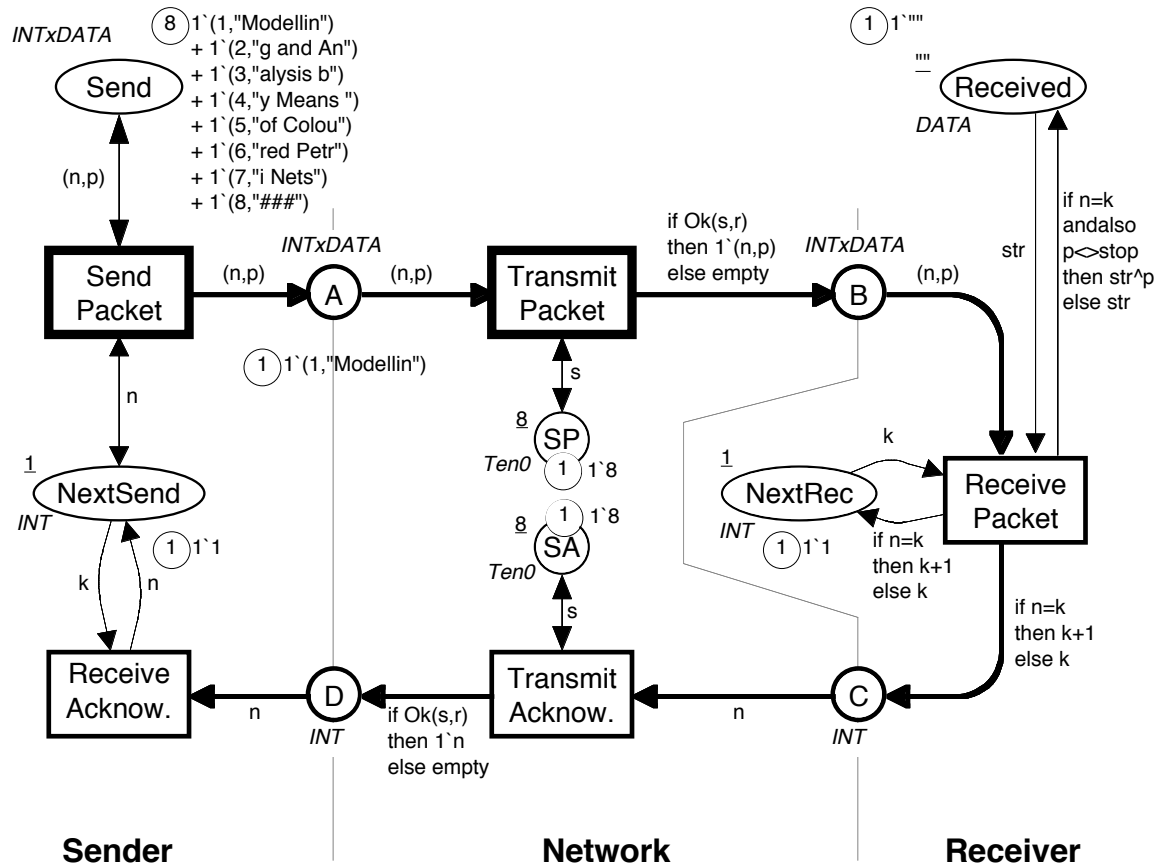 INTxDATA
8 1`(1,"Modellin")
+ 1`(2,"g and An")
+ 1`(3,"alysis b")
+ 1`(4,"y Means ")
+ 1`(5,"of Colou")
+ 1`(6,"red Petr")
+ 1`(7,"i Nets")
+ 1`(8,"###")
Send
(n,p)
1 1`""
""
Received
DATA
str
if n=k
andalso
p<>stop
then str^p
else str
Send
Packet
(n,p)
INTxDATA
A
(n,p)
1 1`(1,"Modellin")
Transmit
Packet
if Ok(s,r)
then 1`(n,p)
else empty
INTxDATA
B
(n,p)
n
s
8
SP
Ten0
1 1`8
1
NextSend
INT
1 1`1
1 1`8
8
SA
Ten0
s
k
1
NextRec
INT
1 1`1
if n=k
then k+1
else k
Receive
Packet
if n=k
then k+1
else k
k
n
Receive
Acknow.
n
D
INT
if Ok(s,r)
then 1`n
else empty
Transmit
Acknow.
n
C
INT
Sender
Network
Receiver